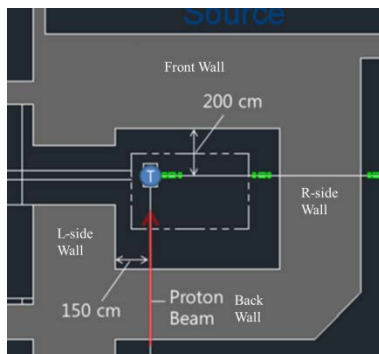 Source
Front Wall
200 cm
T
R-side
Wall
L-side
Wall
150 cm
Proton
Beam
Back
Wall